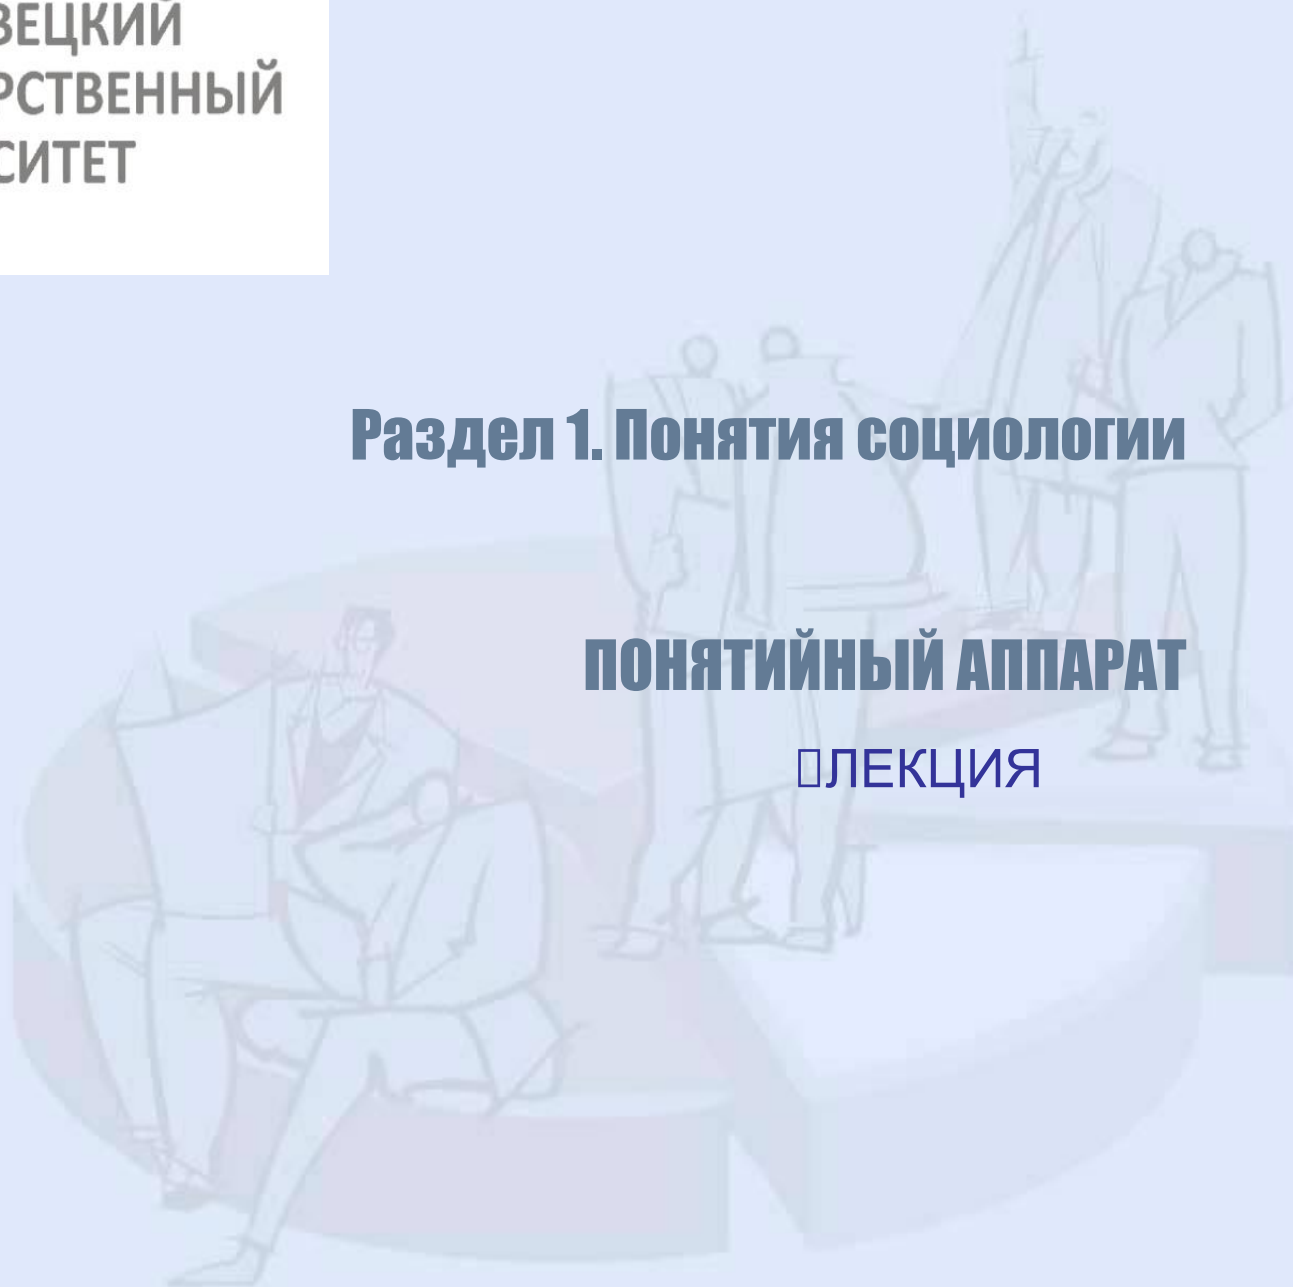 ВЕЦКИЙ
РСТВЕННЫЙ
СИТЕТ
Раздел 1. Понятия социологии
ПОНЯТИЙНЫЙ АППАРАТ
ЛЕКЦИЯ